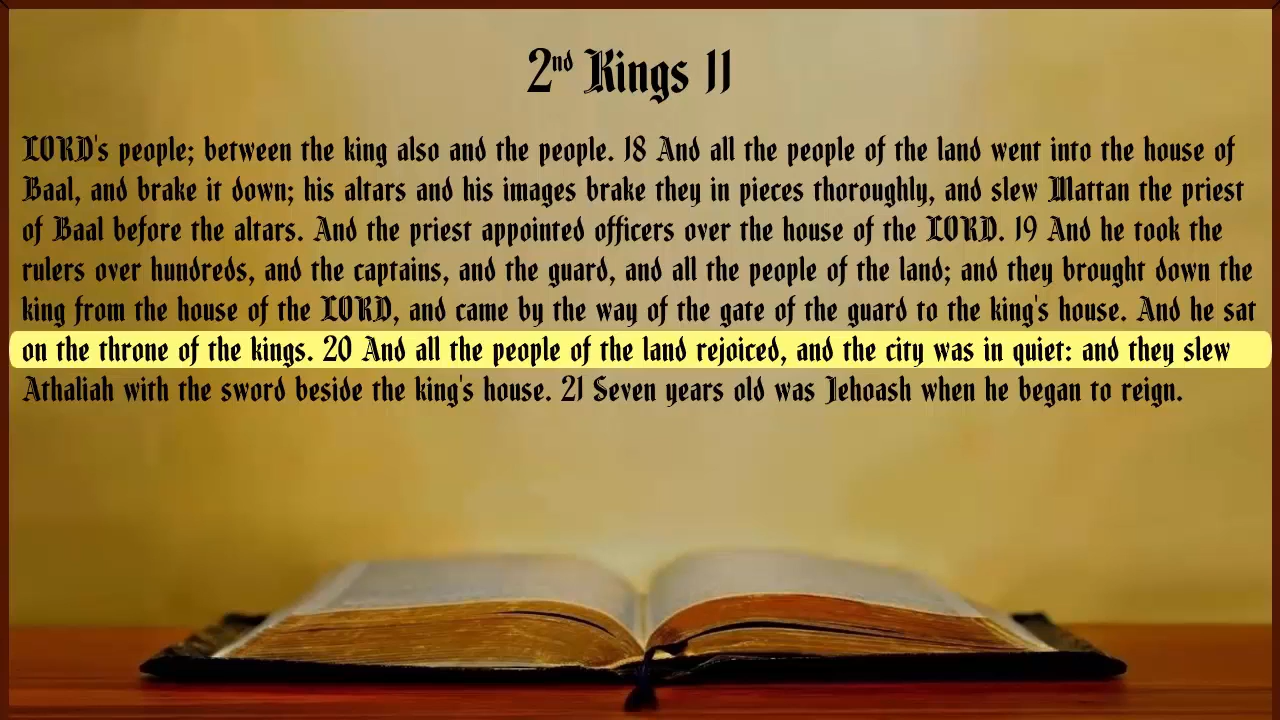 2nd Kings 11
LORD's people; between the king also and the people. 18 And all the people of the land went into the house of
Baal, and brake it down; his altars and his images brake they in pieces thoroughly, and slew Mattan the priest
of Baal before the altars. And the priest appointed officers over the house of the LORD. 19 And he took the
rulers over hundreds, and the captains, and the guard, and all the people of the land; and they brought down the
king from the house of the LORD, and came by the way of the gate of the guard to the king's house. And he sat
on the throne of the kings. 20 And all the people of the land rejoiced, and the city was in quiet: and they slew
Athaliah with the sword beside the king's house. 21 Seven years old was Jehoash when he began to reign.